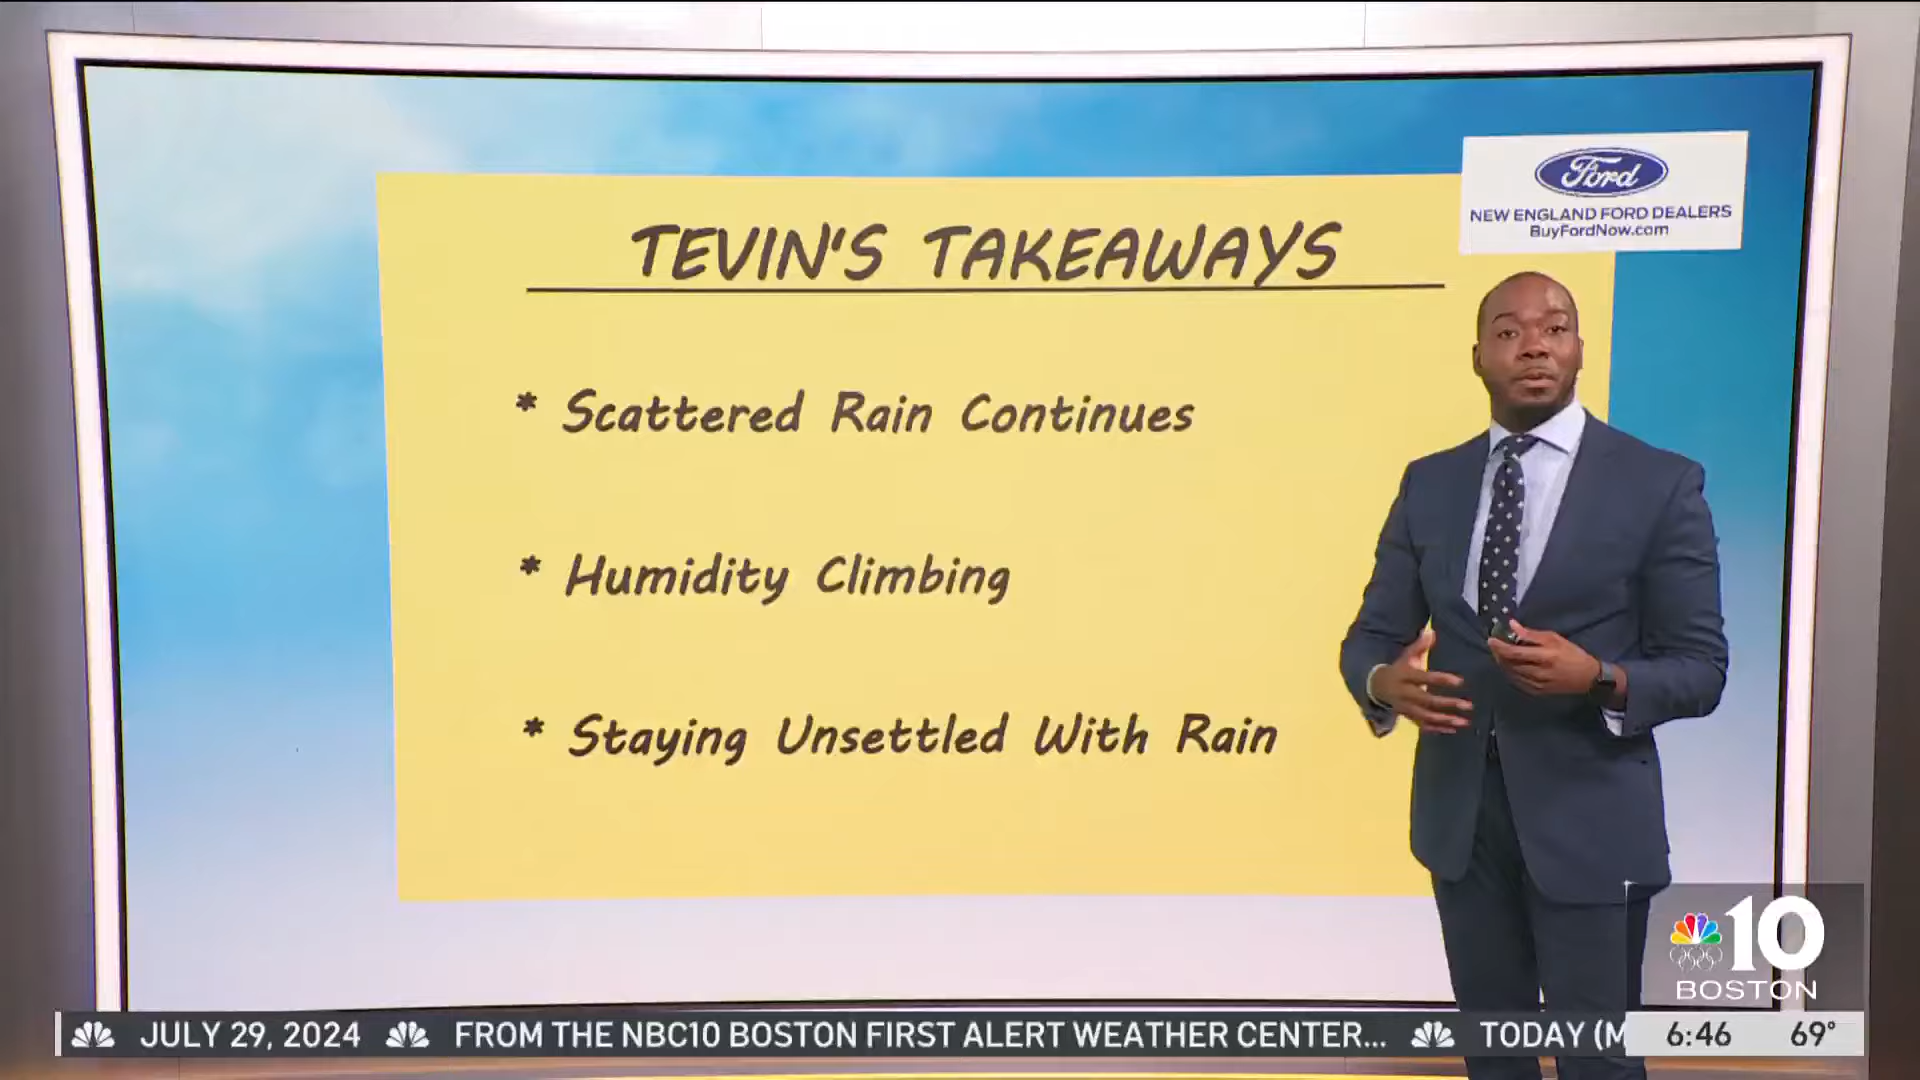 Ford
NEW ENGLAND FORD DEALERS
BuyFordNow.com
TEVIN'S TAKEAWAYS
* Scattered Rain Continues
* Humidity Climbing
* Staying Unsettled With Rain
10
BOSTON
JULY 29, 2024 FROM THE NBC10 BOSTON FIRST ALERT WEATHER CENTER... TODAY (M
6:46 69°